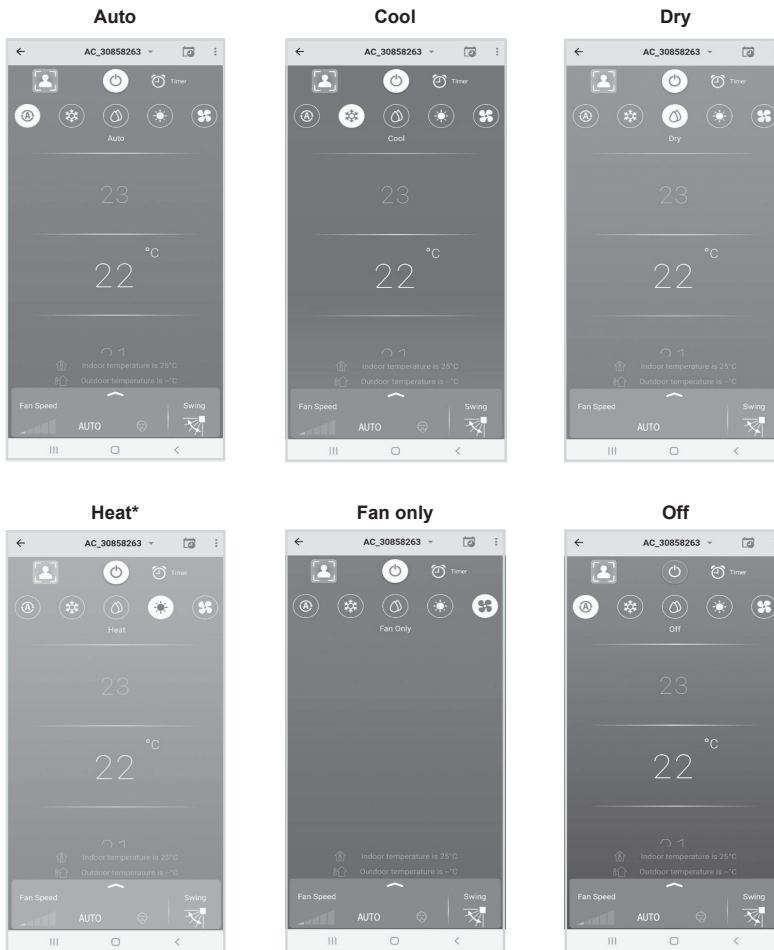 Auto
AC_30858263
Timer
A
Auto
23
22 °C
21
Indoor temperature is 25°C
Outdoor temperature is –°C
Fan Speed
Swing
AUTO
Cool
AC_30858263
Timer
A
Cool
23
22 °C
21
Indoor temperature is 25°C
Outdoor temperature is –°C
Fan Speed
Swing
AUTO
Dry
AC_30858263
Timer
A
Dry
23
22 °C
21
Indoor temperature is 25°C
Outdoor temperature is –°C
Fan Speed
Swing
AUTO
Heat*
AC_30858263
Timer
A
Heat
23
22 °C
21
Indoor temperature is 25°C
Outdoor temperature is –°C
Fan Speed
Swing
AUTO
Fan only
AC_30858263
Timer
A
Fan Only
Indoor temperature is 25°C
Outdoor temperature is –°C
Fan Speed
Swing
AUTO
Off
AC_30858263
Timer
A
Off
23
22 °C
21
Indoor temperature is 25°C
Outdoor temperature is –°C
Fan Speed
Swing
AUTO